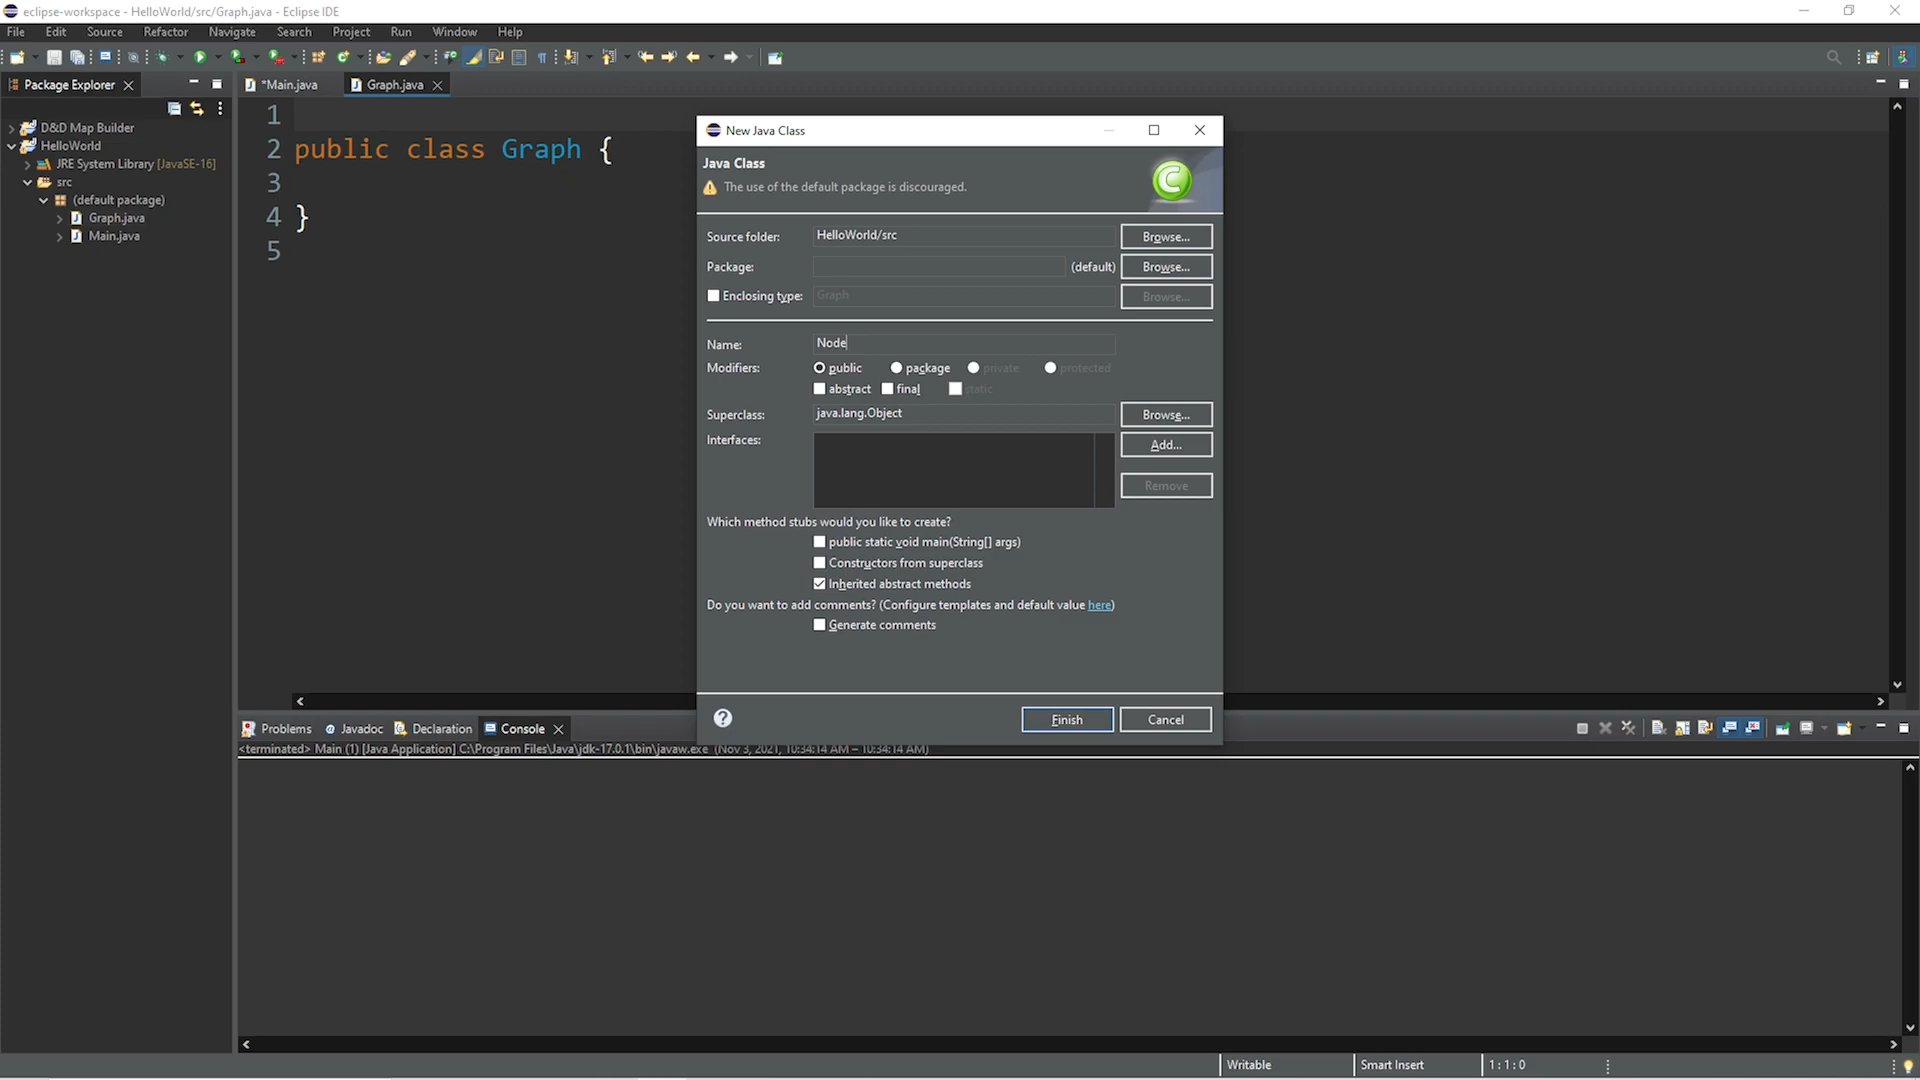 eclipse-workspace - HelloWorld/src/Graph.java - Eclipse IDE
File Edit Source Refactor Navigate Search Project Run Window Help
Package Explorer
*Main.java Graph.java
D&D Map Builder
HelloWorld
JRE System Library [JavaSE-16]
src
(default package)
Graph.java
Main.java
1
2 public class Graph {
3
4 }
5
New Java Class
Java Class
The use of the default package is discouraged.
Source folder: HelloWorld/src Browse...
Package: (default) Browse...
Enclosing type: Graph Browse...
Name: Node
Modifiers: public package private protected
abstract final static
Superclass: java.lang.Object Browse...
Interfaces: Add...
Remove
Which method stubs would you like to create?
public static void main(String[] args)
Constructors from superclass
Inherited abstract methods
Do you want to add comments? (Configure templates and default value here)
Generate comments
Finish Cancel
Problems Javadoc Declaration Console
<terminated> Main (1) [Java Application] C:\Program Files\Java\jdk-17.0.1\bin\javaw.exe (Nov 3, 2021, 10:34:14 AM – 10:34:14 AM)
Writable Smart Insert 1 : 1 : 0